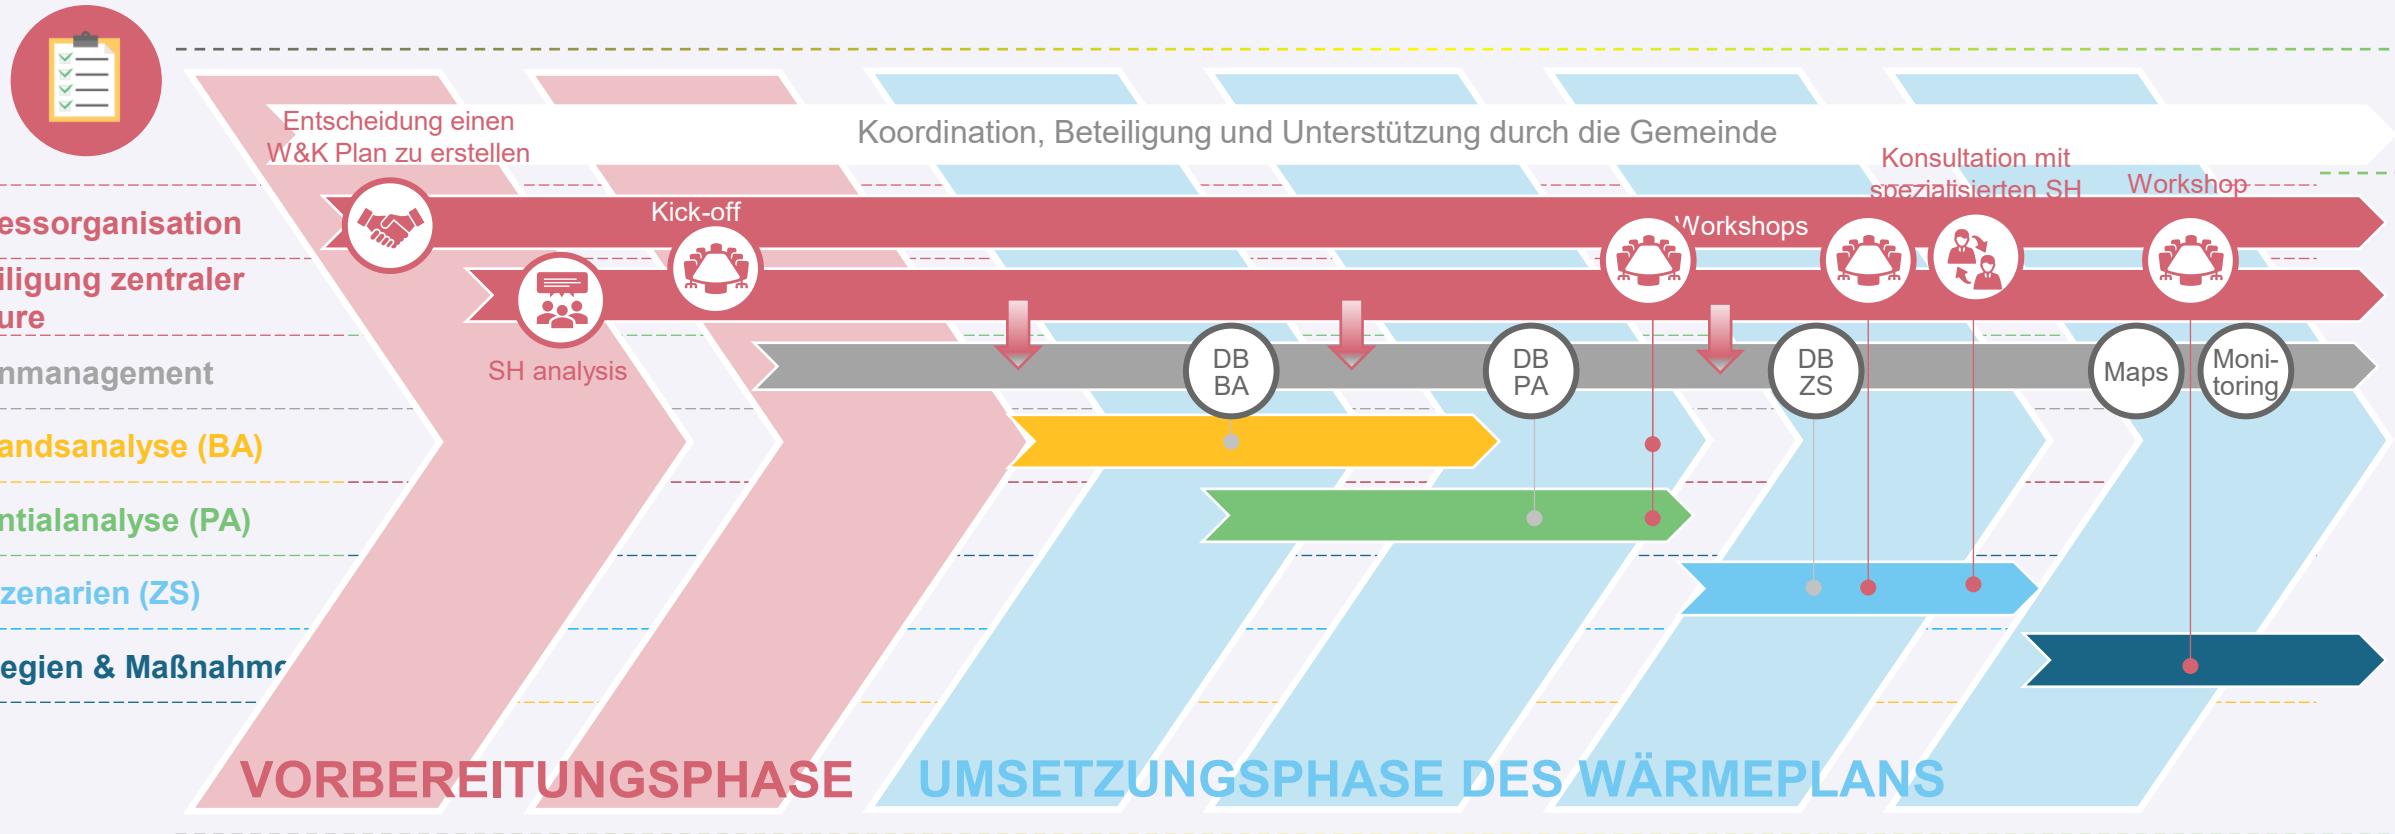 Entscheidung einen
W&K Plan zu erstellen
Koordination, Beteiligung und Unterstützung durch die Gemeinde
Konsultation mit
spezialisierten SH
Workshop
essorganisation
Kick-off
Workshops
iligung zentraler
ure
SH analysis
nmanagement
DB
BA
DB
PA
DB
ZS
Maps
Moni-
toring
andsanalyse (BA)
ntialanalyse (PA)
zenarien (ZS)
egien & Maßnahme
VORBEREITUNGSPHASE
UMSETZUNGSPHASE DES WÄRMEPLANS